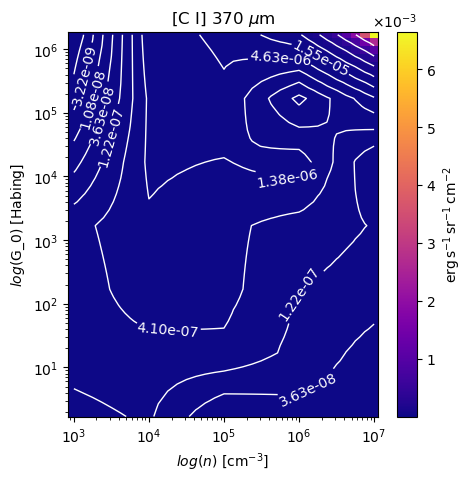 [C I] 370 μm
×10⁻³
10⁶
10⁵
10⁴
10³
10²
10¹
log(G_0) [Habing]
3.22e-09
1.08e-08
3.63e-08
1.22e-07
4.63e-06
1.55e-05
1.38e-06
4.10e-07
1.22e-07
3.63e-08
10³ 10⁴ 10⁵ 10⁶ 10⁷
log(n) [cm⁻³]
6
5
4
3
2
1
erg s⁻¹ sr⁻¹ cm⁻²